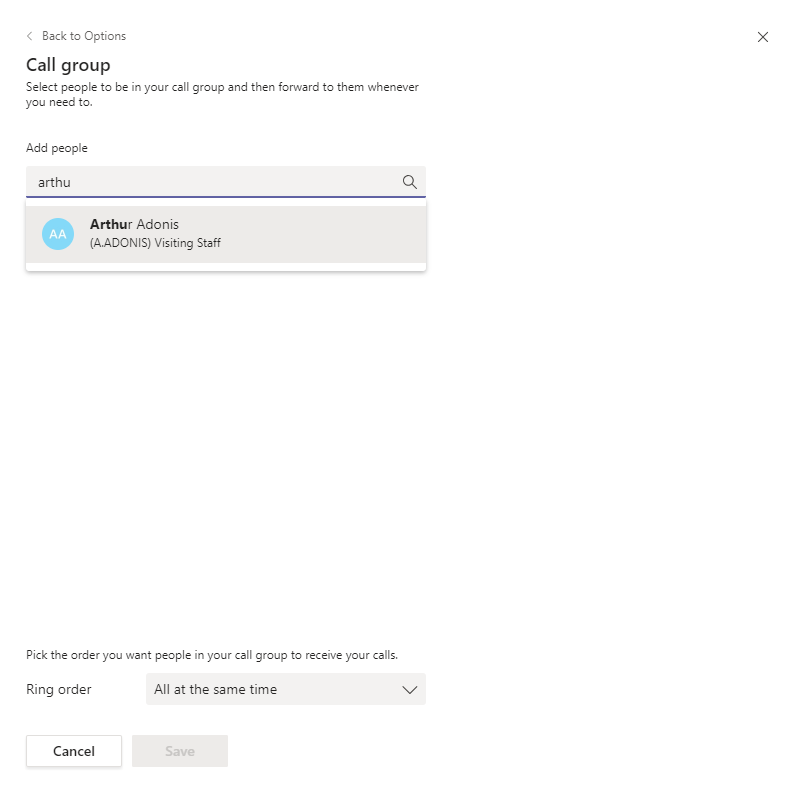 Back to Options
Call group
Select people to be in your call group and then forward to them whenever
you need to.
Add people
arthu
AA
Arthur Adonis
(A.ADONIS) Visiting Staff
Pick the order you want people in your call group to receive your calls.
Ring order
All at the same time
Cancel
Save